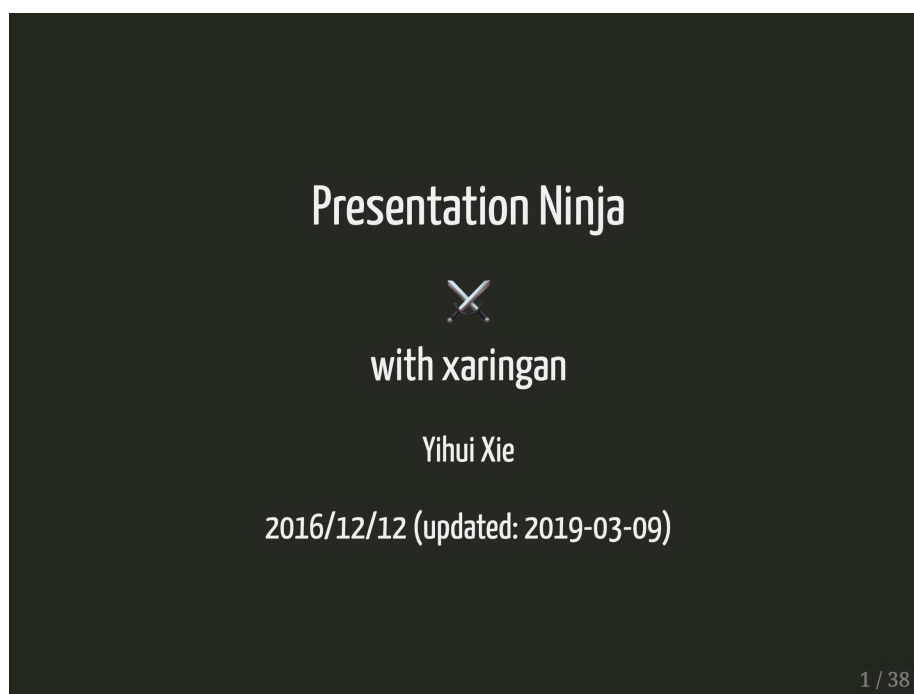 Presentation Ninja
⚔
with xaringan
Yihui Xie
2016/12/12 (updated: 2019-03-09)
1 / 38